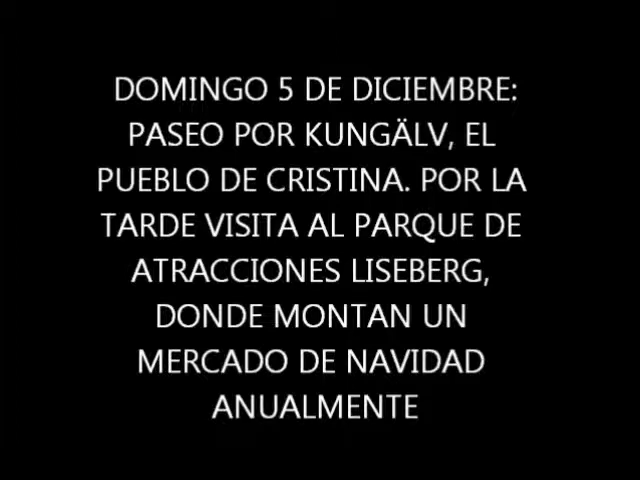 DOMINGO 5 DE DICIEMBRE:
PASEO POR KUNGÄLV, EL
PUEBLO DE CRISTINA. POR LA
TARDE VISITA AL PARQUE DE
ATRACCIONES LISEBERG,
DONDE MONTAN UN
MERCADO DE NAVIDAD
ANUALMENTE